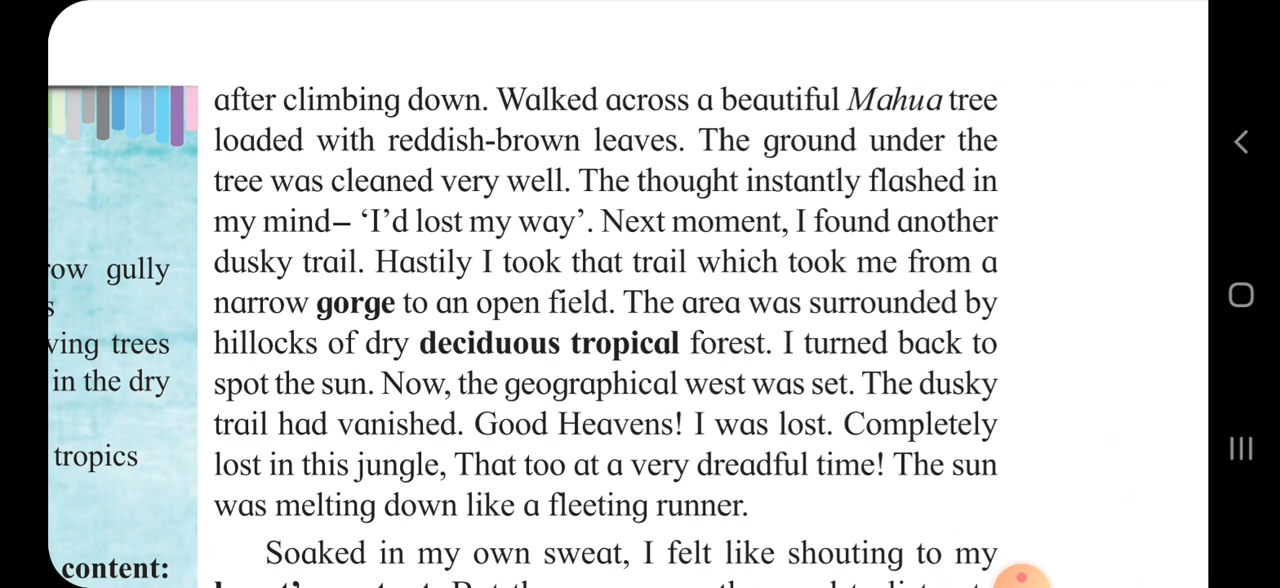 after climbing down. Walked across a beautiful Mahua tree
loaded with reddish-brown leaves. The ground under the
tree was cleaned very well. The thought instantly flashed in
my mind– ‘I’d lost my way’. Next moment, I found another
dusky trail. Hastily I took that trail which took me from a
narrow gorge to an open field. The area was surrounded by
hillocks of dry deciduous tropical forest. I turned back to
spot the sun. Now, the geographical west was set. The dusky
trail had vanished. Good Heavens! I was lost. Completely
lost in this jungle, That too at a very dreadful time! The sun
was melting down like a fleeting runner.
Soaked in my own sweat, I felt like shouting to my
gully
trees
in the dry
tropics
content: